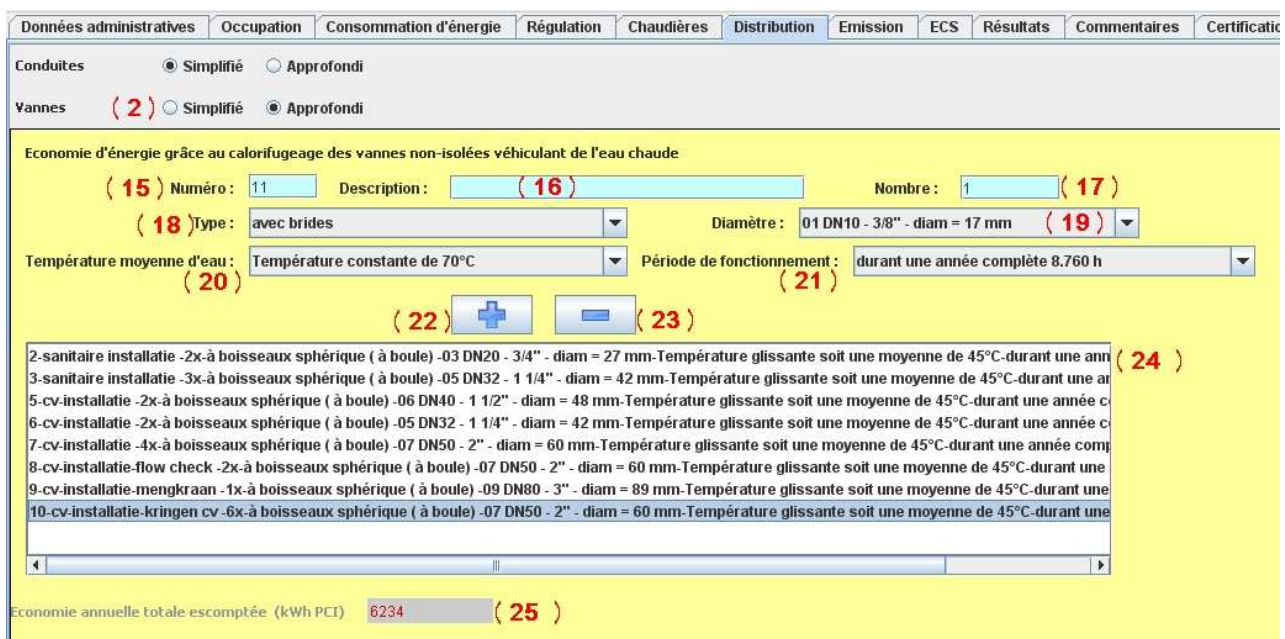 Données administratives Occupation Consommation d'énergie Régulation Chaudières Distribution Emission ECS Résultats Commentaires Certificatio
Conduites Simplifié Approfondi
Vannes ( 2 ) Simplifié Approfondi
Economie d'énergie grâce au calorifugeage des vannes non-isolées véhiculant de l'eau chaude
( 15 ) Numéro : 11 Description : ( 16 ) Nombre : 1 ( 17 )
( 18 ) Type : avec brides Diamètre : 01 DN10 - 3/8" - diam = 17 mm ( 19 )
Température moyenne d'eau : Température constante de 70°C Période de fonctionnement : durant une année complète 8.760 h
( 20 ) ( 21 )
( 22 ) ( 23 )
2-sanitaire installatie -2x-à boisseaux sphérique ( à boule) -03 DN20 - 3/4" - diam = 27 mm-Température glissante soit une moyenne de 45°C-durant une ann ( 24 )
3-sanitaire installatie -3x-à boisseaux sphérique ( à boule) -05 DN32 - 1 1/4" - diam = 42 mm-Température glissante soit une moyenne de 45°C-durant une an
5-cv-installatie -2x-à boisseaux sphérique ( à boule) -06 DN40 - 1 1/2" - diam = 48 mm-Température glissante soit une moyenne de 45°C-durant une année co
6-cv-installatie -2x-à boisseaux sphérique ( à boule) -05 DN32 - 1 1/4" - diam = 42 mm-Température glissante soit une moyenne de 45°C-durant une année co
7-cv-installatie -4x-à boisseaux sphérique ( à boule) -07 DN50 - 2" - diam = 60 mm-Température glissante soit une moyenne de 45°C-durant une année comp
8-cv-installatie-flow check -2x-à boisseaux sphérique ( à boule) -07 DN50 - 2" - diam = 60 mm-Température glissante soit une moyenne de 45°C-durant une
9-cv-installatie-mengkraan -1x-à boisseaux sphérique ( à boule) -09 DN80 - 3" - diam = 89 mm-Température glissante soit une moyenne de 45°C-durant une
10-cv-installatie-kringen cv -6x-à boisseaux sphérique ( à boule) -07 DN50 - 2" - diam = 60 mm-Température glissante soit une moyenne de 45°C-durant une
Economie annuelle totale escomptée (kWh PCI) 6234 ( 25 )